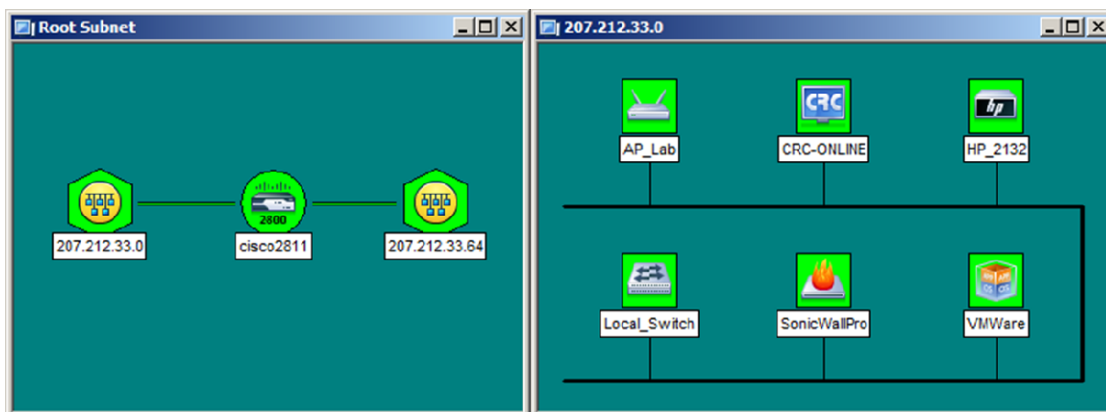 Root Subnet
207.212.33.0
2800
cisco2811
207.212.33.64
207.212.33.0
AP_Lab
CRC
CRC-ONLINE
hp
HP_2132
Local_Switch
SonicWallPro
VMWare